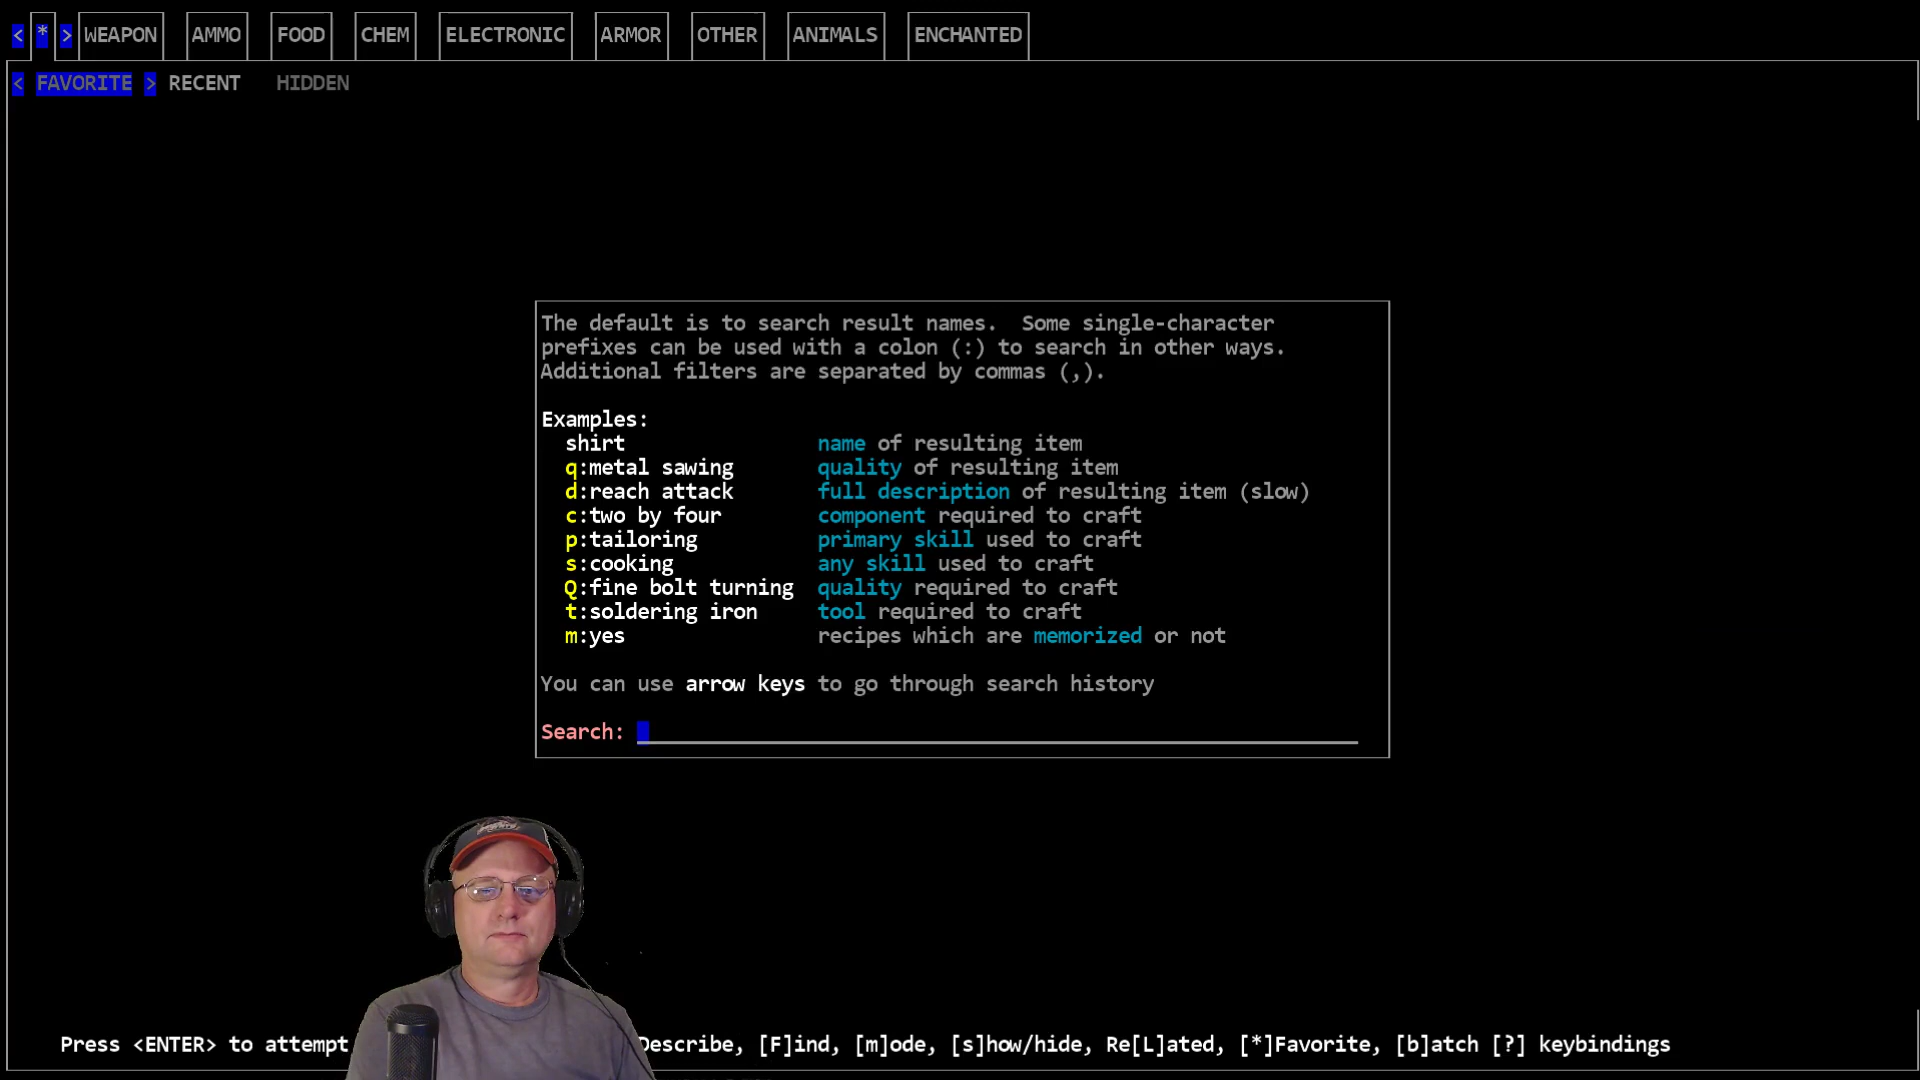 < * > WEAPON AMMO FOOD CHEM ELECTRONIC ARMOR OTHER ANIMALS ENCHANTED
< FAVORITE > RECENT HIDDEN
The default is to search result names.  Some single-character
prefixes can be used with a colon (:) to search in other ways.
Additional filters are separated by commas (,).
Examples:
shirt name of resulting item
q:metal sawing quality of resulting item
d:reach attack full description of resulting item (slow)
c:two by four component required to craft
p:tailoring primary skill used to craft
s:cooking any skill used to craft
Q:fine bolt turning quality required to craft
t:soldering iron tool required to craft
m:yes recipes which are memorized or not
You can use arrow keys to go through search history
Search:
Press <ENTER> to attempt Describe, [F]ind, [m]ode, [s]how/hide, Re[L]ated, [*]Favorite, [b]atch [?] keybindings